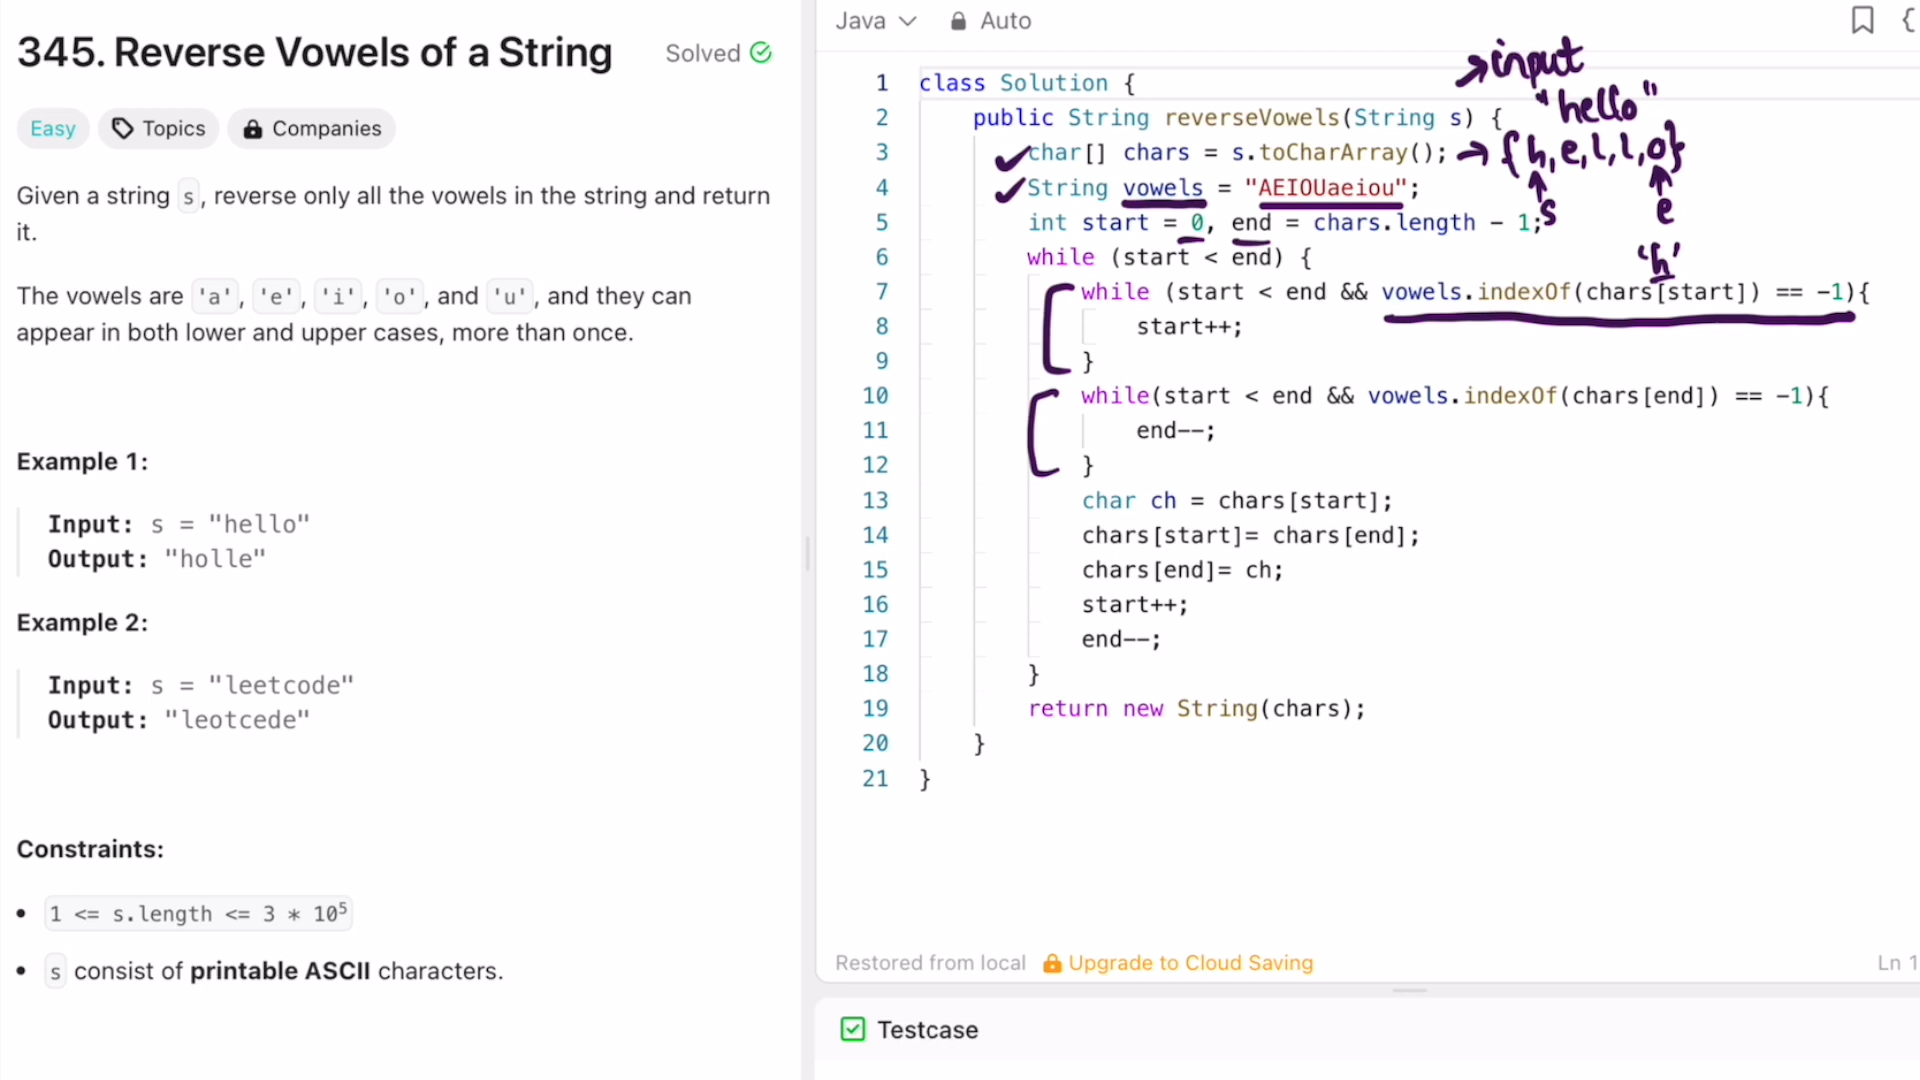 345. Reverse Vowels of a String
Solved
Easy
Topics
Companies
Given a string s, reverse only all the vowels in the string and return
it.
The vowels are 'a', 'e', 'i', 'o', and 'u', and they can
appear in both lower and upper cases, more than once.
Example 1:
Input: s = "hello"
Output: "holle"
Example 2:
Input: s = "leetcode"
Output: "leotcede"
Constraints:
1 <= s.length <= 3 * 10⁵
s consist of printable ASCII characters.
Java
Auto
{
input
"hello"
{h,e,l,l,o}
s
e
'h'
1 class Solution {
2 public String reverseVowels(String s) {
3 char[] chars = s.toCharArray();
4 String vowels = "AEIOUaeiou";
5 int start = 0, end = chars.length - 1;
6 while (start < end) {
7 while (start < end && vowels.indexOf(chars[start]) == -1){
8 start++;
9 }
10 while(start < end && vowels.indexOf(chars[end]) == -1){
11 end--;
12 }
13 char ch = chars[start];
14 chars[start]= chars[end];
15 chars[end]= ch;
16 start++;
17 end--;
18 }
19 return new String(chars);
20 }
21 }
Restored from local
Upgrade to Cloud Saving
Ln 1
Testcase